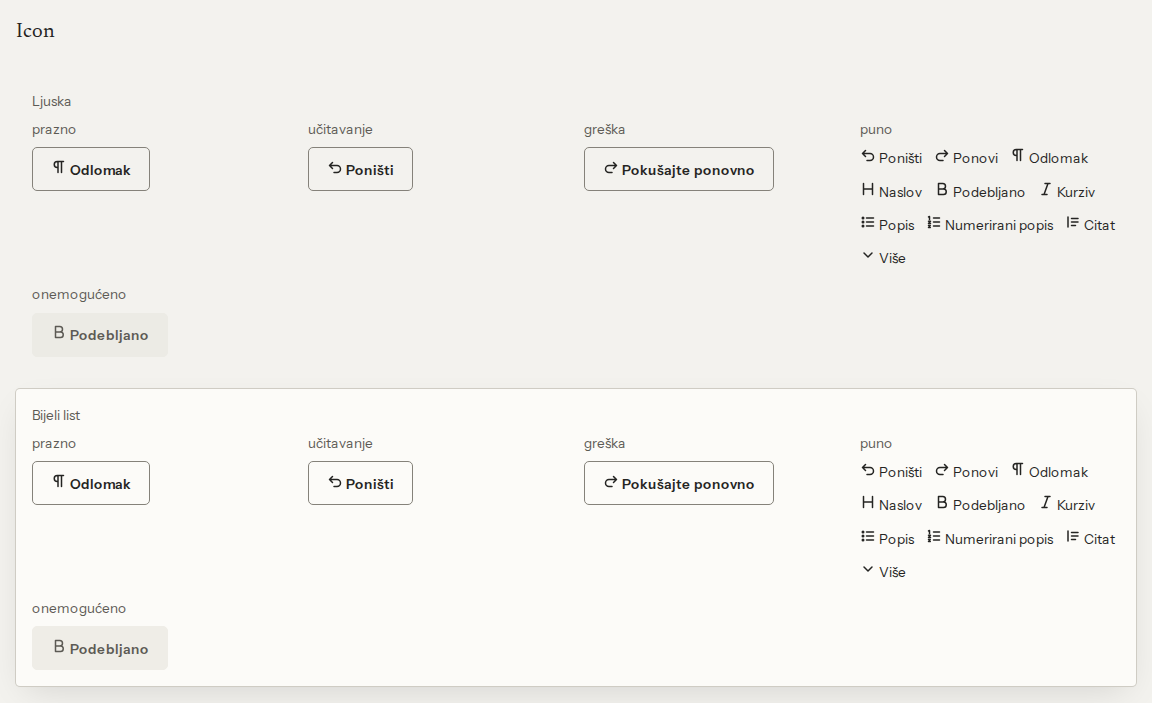 Icon
Ljuska
prazno
učitavanje
greška
puno
Odlomak
Poništi
Pokušajte ponovno
Poništi Ponovi Odlomak
Naslov Podebljano Kurziv
Popis Numerirani popis Citat
Više
onemogućeno
Podebljano
Bijeli list
prazno
učitavanje
greška
puno
Odlomak
Poništi
Pokušajte ponovno
Poništi Ponovi Odlomak
Naslov Podebljano Kurziv
Popis Numerirani popis Citat
Više
onemogućeno
Podebljano